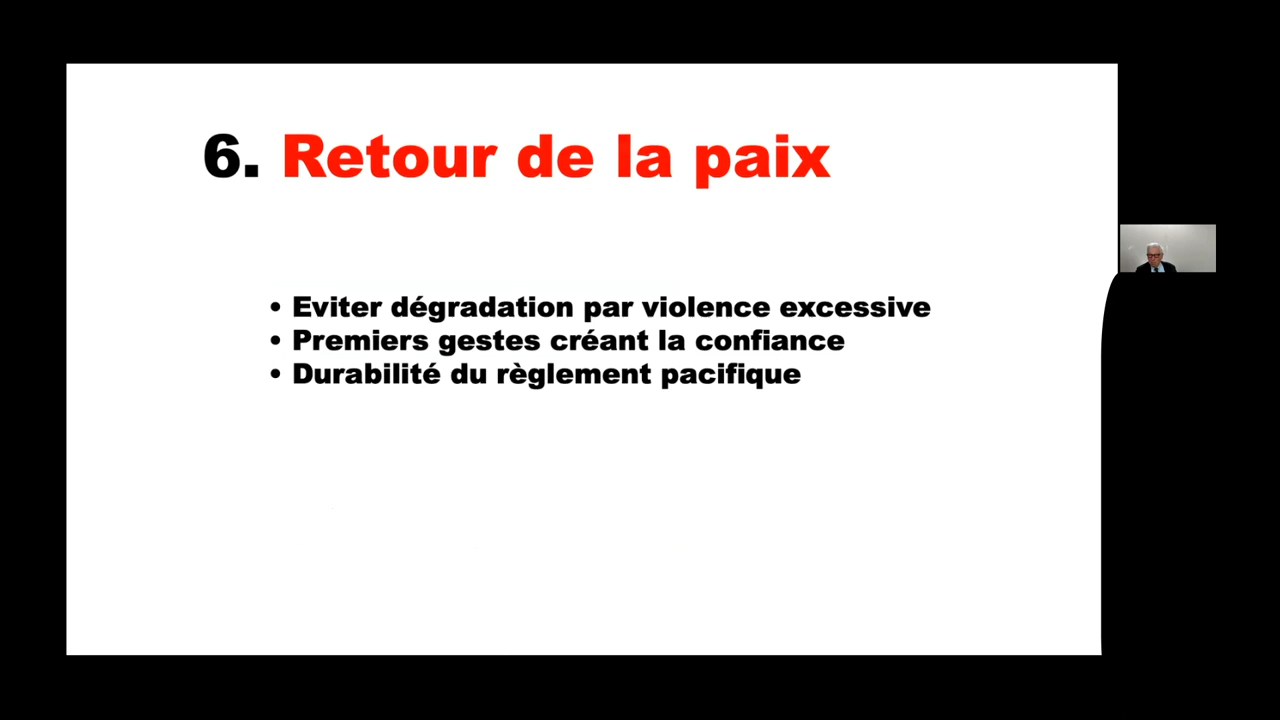 6. Retour de la paix
• Eviter dégradation par violence excessive
• Premiers gestes créant la confiance
• Durabilité du règlement pacifique